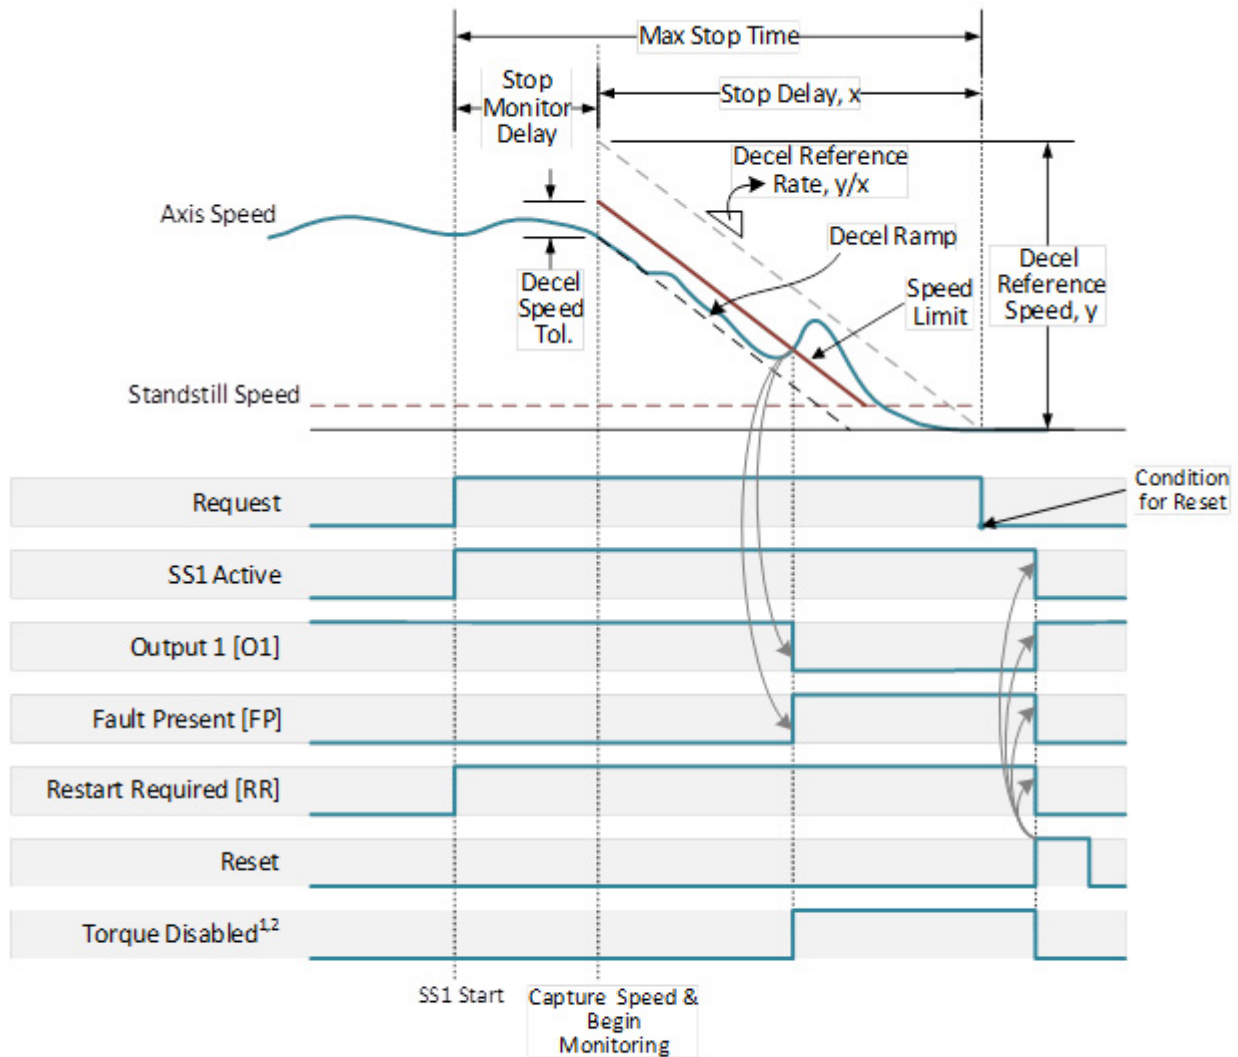 Max Stop Time
Stop
Monitor
Delay
Stop Delay, x
Decel Reference
Rate, y/x
Axis Speed
Decel Ramp
Decel
Speed
Tol.
Speed
Limit
Decel
Reference
Speed, y
Standstill Speed
Request
Condition
for Reset
SS1 Active
Output 1 [O1]
Fault Present [FP]
Restart Required [RR]
Reset
Torque Disabled1,2
SS1 Start
Capture Speed &
Begin
Monitoring